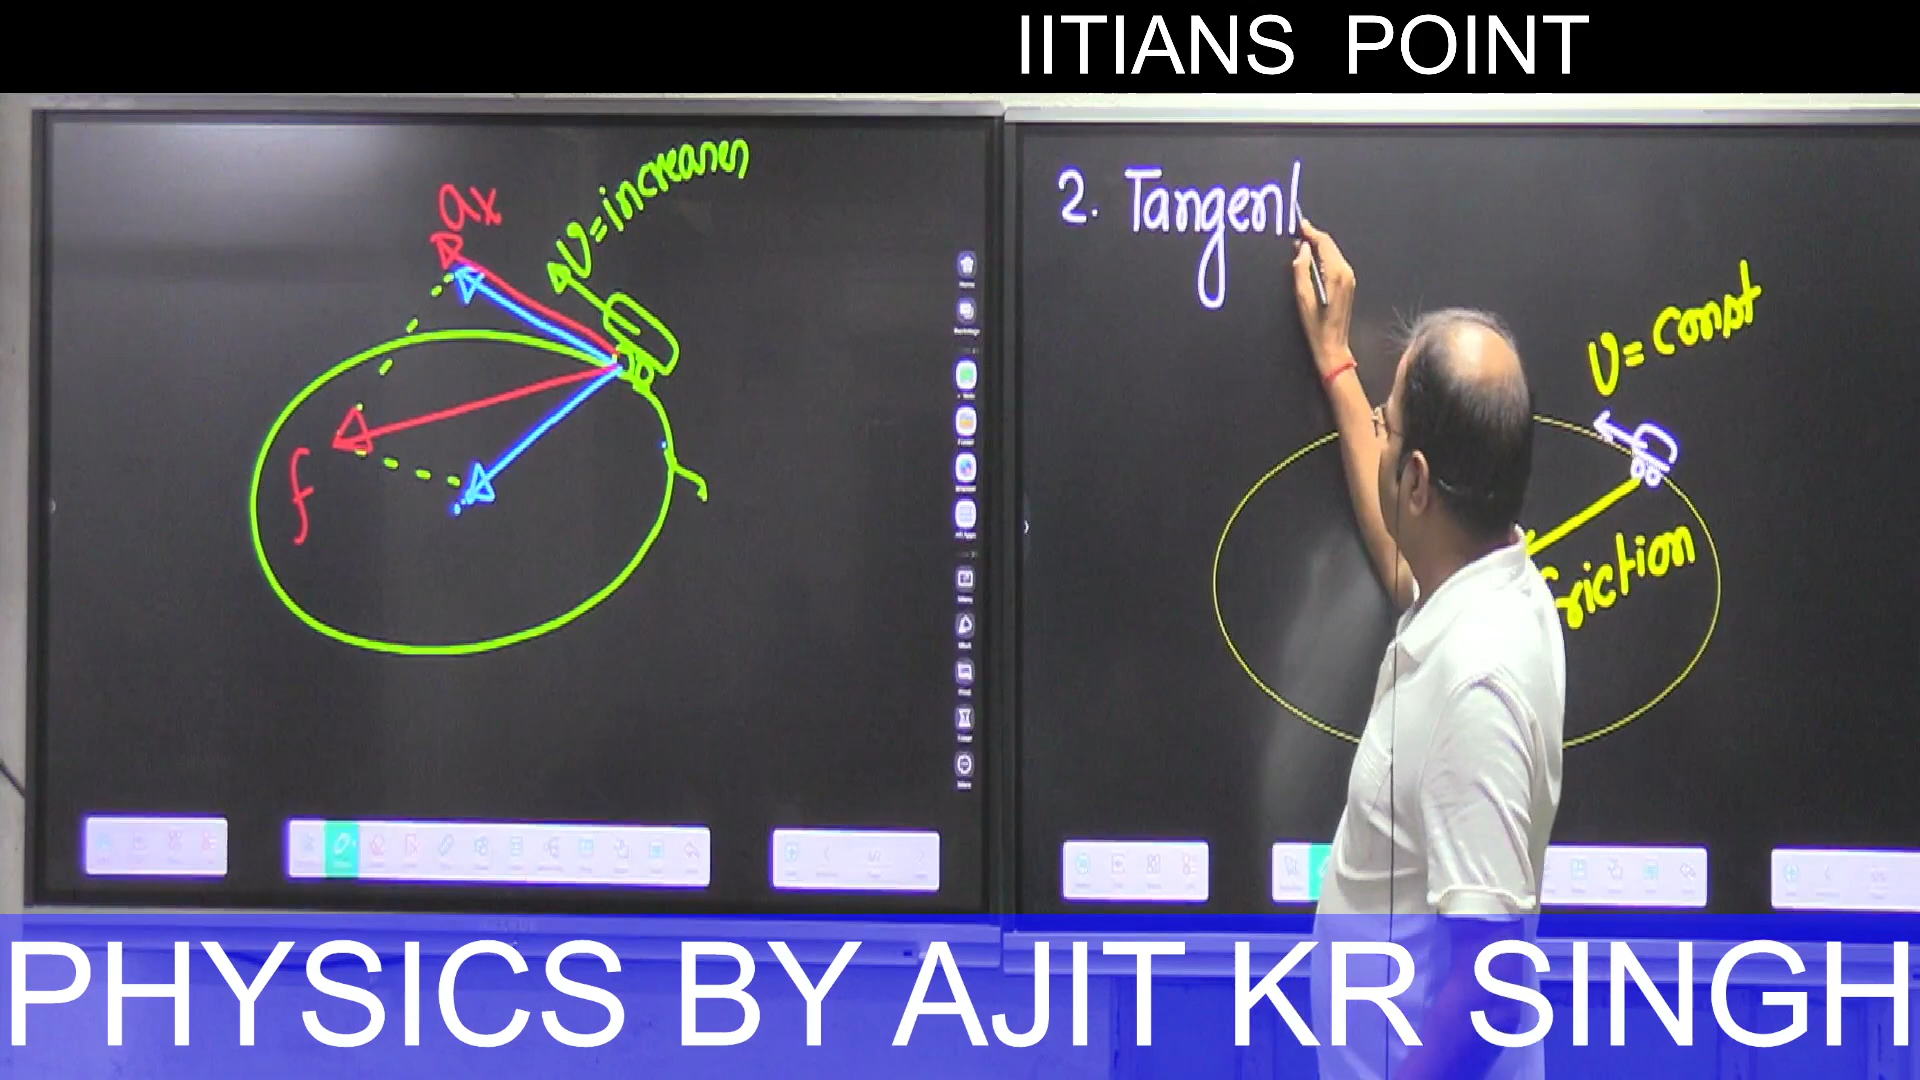 IITIANS POINT
ax
v=increases
f
2. Tangent
v=const
friction
PHYSICS BY AJIT KR SINGH